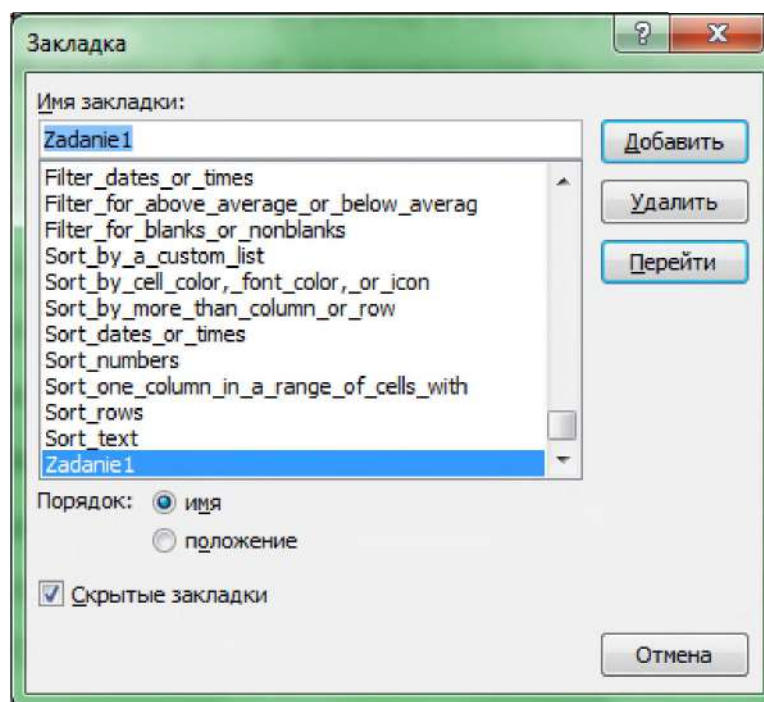 Закладка
Имя закладки:
Zadanie1
Добавить
Filter_dates_or_times
Filter_for_above_average_or_below_averag
Удалить
Filter_for_blanks_or_nonblanks
Sort_by_a_custom_list
Перейти
Sort_by_cell_color,_font_color,_or_icon
Sort_by_more_than_column_or_row
Sort_dates_or_times
Sort_numbers
Sort_one_column_in_a_range_of_cells_with
Sort_rows
Sort_text
Zadanie1
Порядок: имя
положение
Скрытые закладки
Отмена